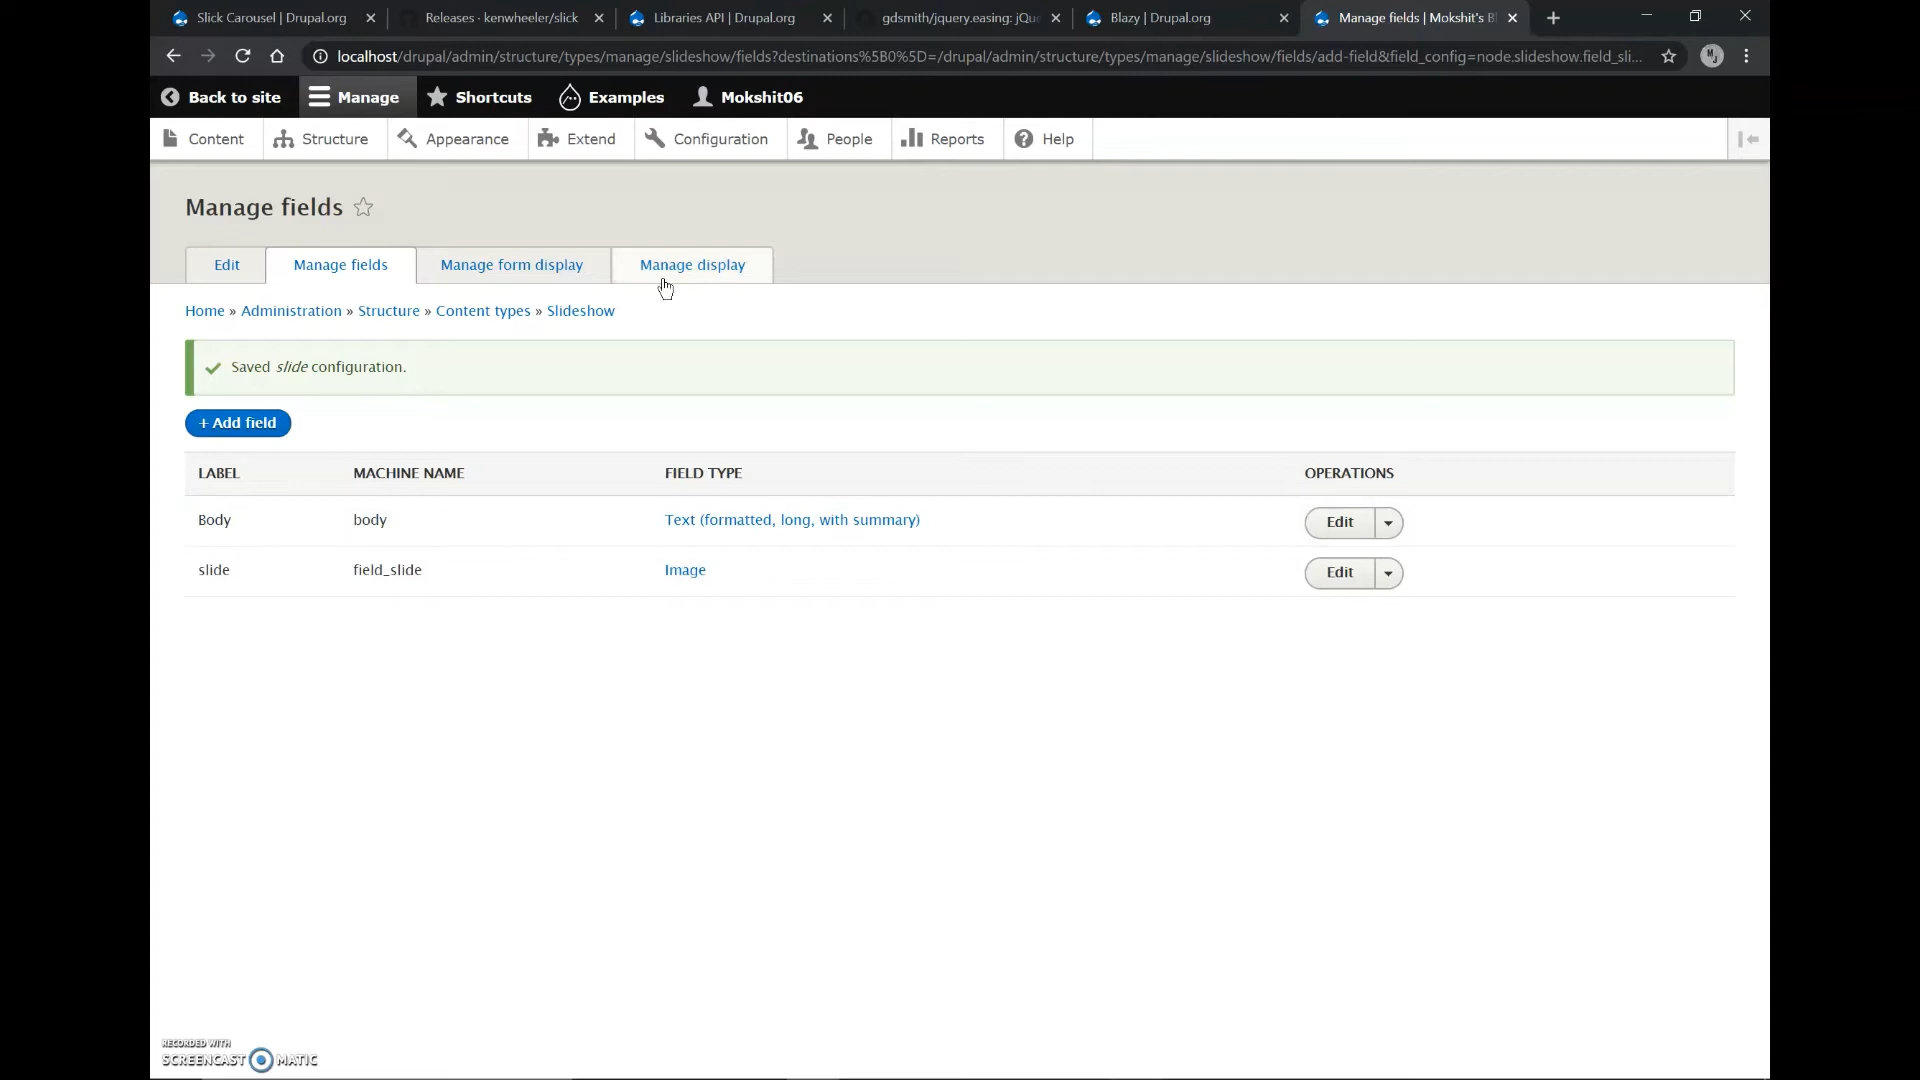 Slick Carousel | Drupal.org
Releases · kenwheeler/slick
Libraries API | Drupal.org
gdsmith/jquery.easing: jQue
Blazy | Drupal.org
Manage fields | Mokshit's B
localhost/drupal/admin/structure/types/manage/slideshow/fields?destinations%5B0%5D=/drupal/admin/structure/types/manage/slideshow/fields/add-field&field_config=node.slideshow.field_sli...
Back to site
Manage
Shortcuts
Examples
Mokshit06
Content
Structure
Appearance
Extend
Configuration
People
Reports
Help
Manage fields
Edit
Manage fields
Manage form display
Manage display
Home » Administration » Structure » Content types » Slideshow
Saved slide configuration.
+ Add field
LABEL MACHINE NAME FIELD TYPE OPERATIONS
Body body Text (formatted, long, with summary) Edit
slide field_slide Image Edit
RECORDED WITH
SCREENCAST MATIC